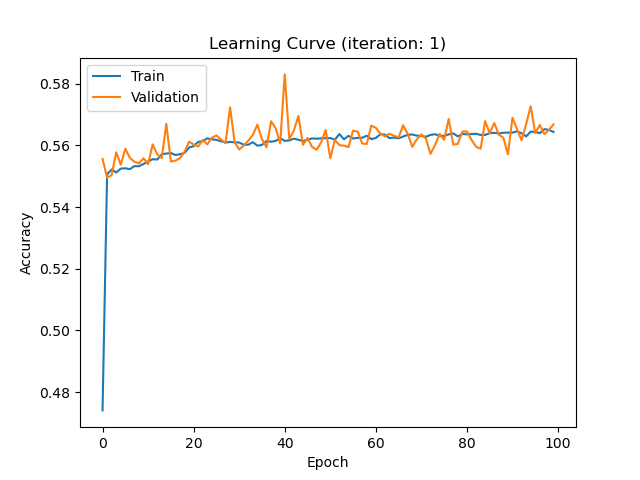 Learning Curve (iteration: 1)
Train
Validation
0.58
0.56
0.54
0.52
0.50
0.48
Accuracy
0 20 40 60 80 100
Epoch